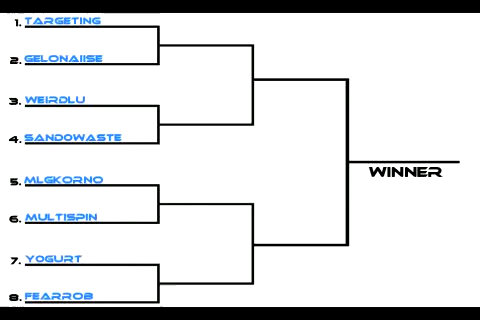 1. TARGETING
2. GELONAIISE
3. WEIRDLU
4. SANDOWASTE
5. MLGKORNO
6. MULTISPIN
7. YOGURT
8. FEARROB
WINNER